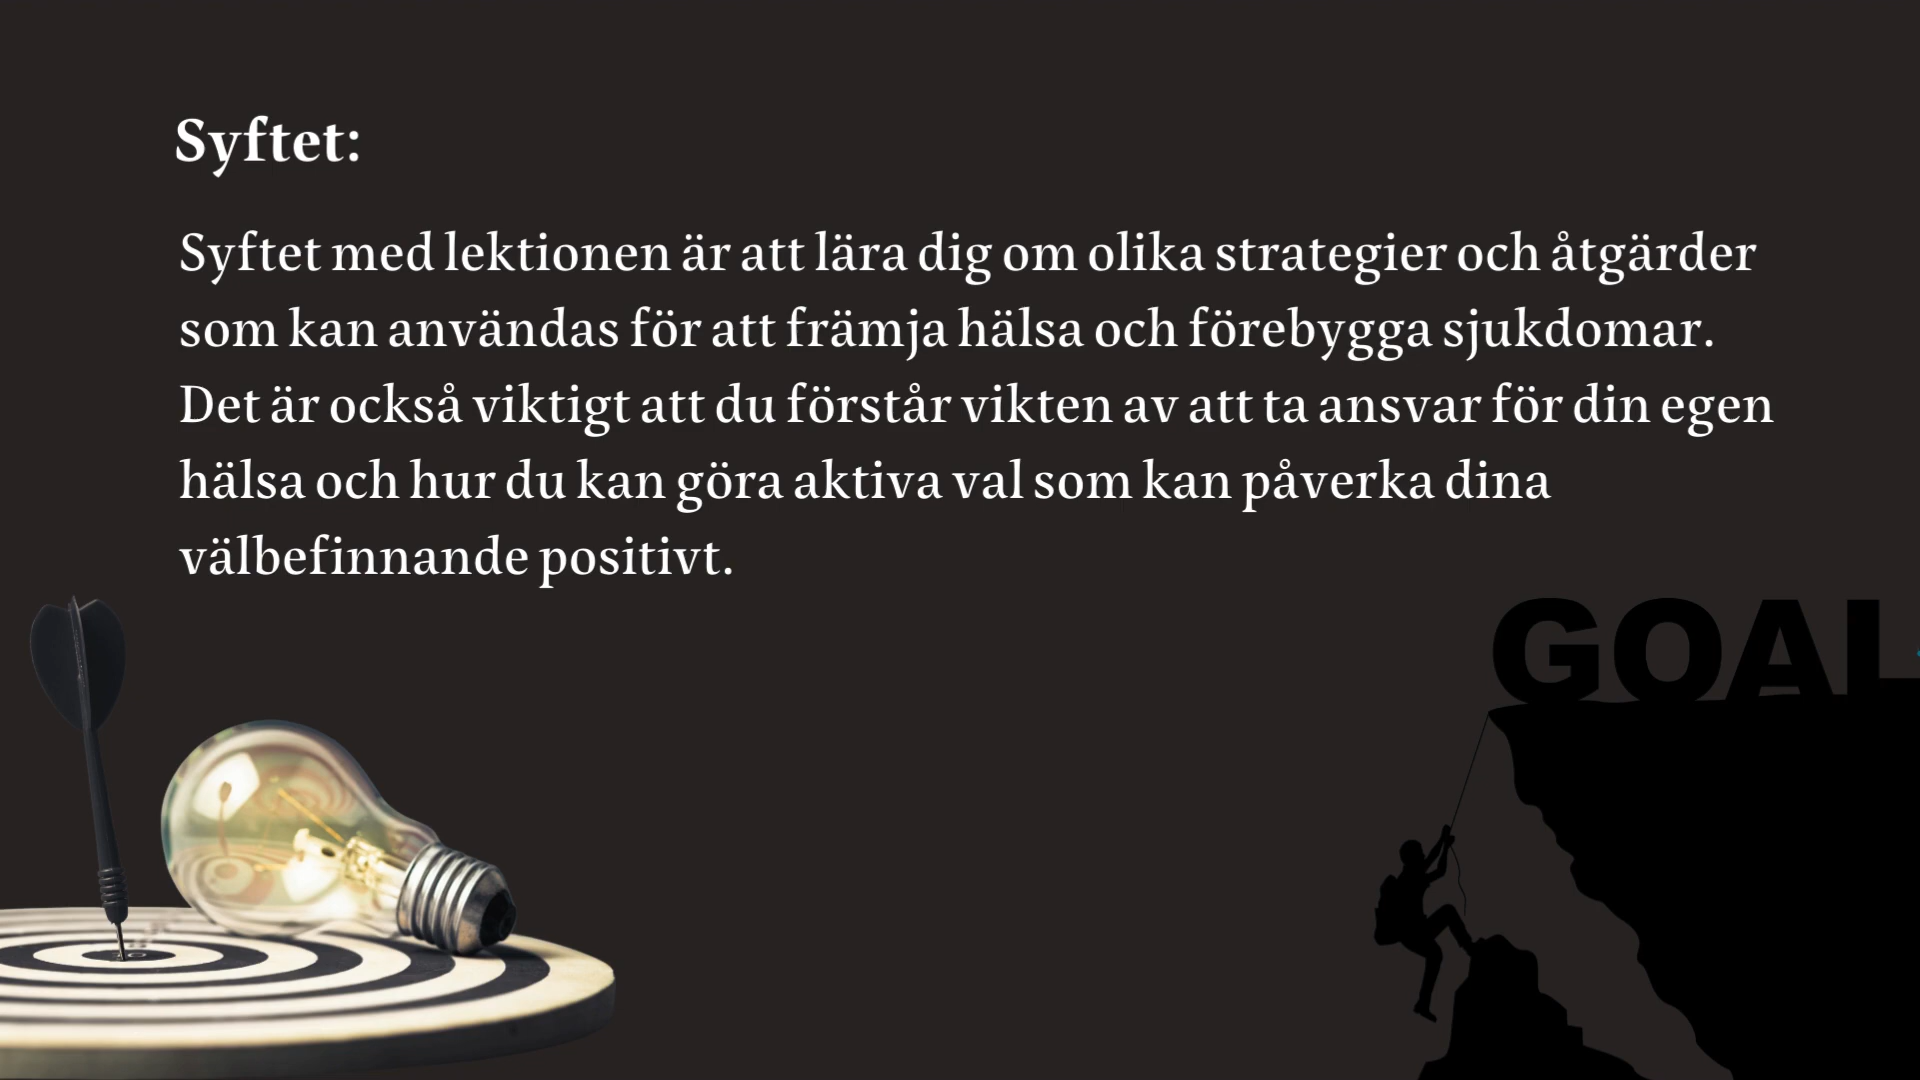 Syftet:
Syftet med lektionen är att lära dig om olika strategier och åtgärder
som kan användas för att främja hälsa och förebygga sjukdomar.
Det är också viktigt att du förstår vikten av att ta ansvar för din egen
hälsa och hur du kan göra aktiva val som kan påverka dina
välbefinnande positivt.
GOAL